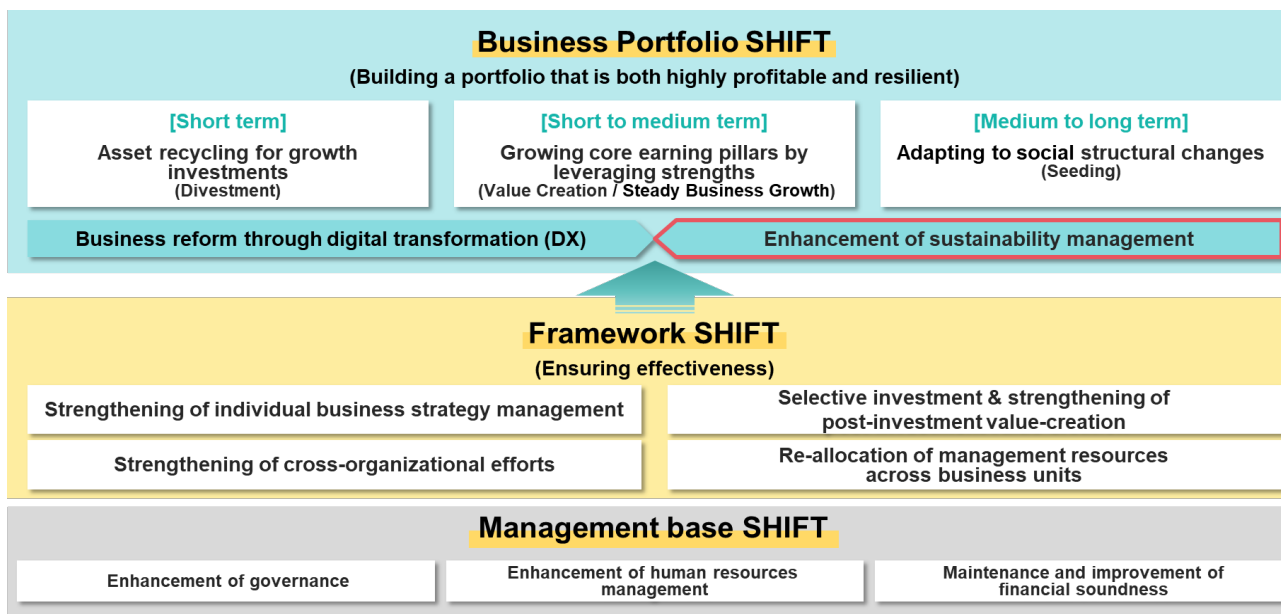 Business Portfolio SHIFT
(Building a portfolio that is both highly profitable and resilient)
[Short term]
Asset recycling for growth
investments
(Divestment)
[Short to medium term]
Growing core earning pillars by
leveraging strengths
(Value Creation / Steady Business Growth)
[Medium to long term]
Adapting to social structural changes
(Seeding)
Business reform through digital transformation (DX)
Enhancement of sustainability management
Framework SHIFT
(Ensuring effectiveness)
Strengthening of individual business strategy management
Selective investment & strengthening of
post-investment value-creation
Strengthening of cross-organizational efforts
Re-allocation of management resources
across business units
Management base SHIFT
Enhancement of governance
Enhancement of human resources
management
Maintenance and improvement of
financial soundness